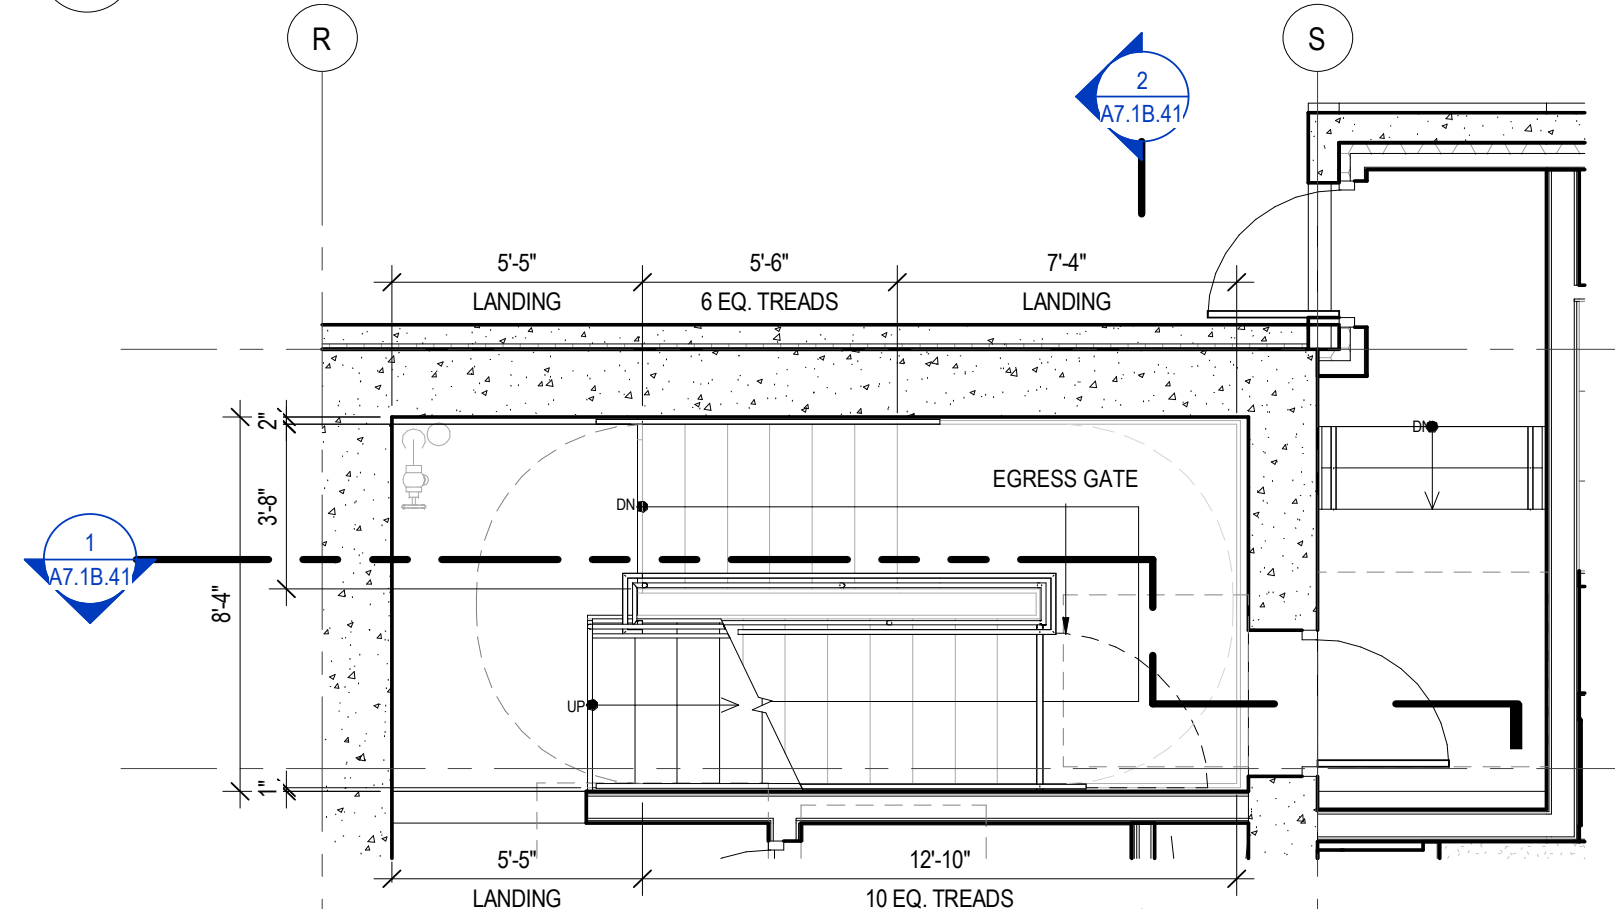 R
S
2
A7.1B.41
5'-5"
5'-6"
7'-4"
LANDING
6 EQ. TREADS
LANDING
2"
DN
EGRESS GATE
3'-8"
DN
1
A7.1B.41
8'-4"
UP
1"
5'-5"
12'-10"
LANDING
10 EQ. TREADS